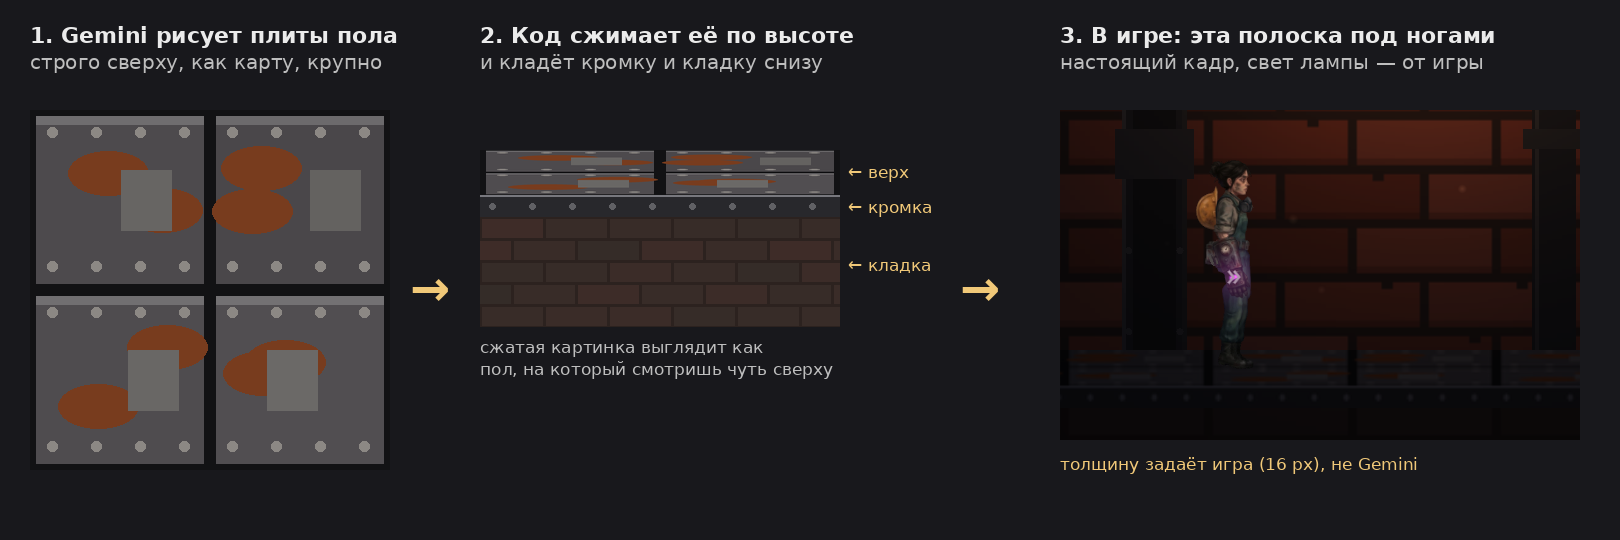 1. Gemini рисует плиты пола
строго сверху, как карту, крупно
2. Код сжимает её по высоте
и кладёт кромку и кладку снизу
← верх
← кромка
← кладка
→
сжатая картинка выглядит как
пол, на который смотришь чуть сверху
→
3. В игре: эта полоска под ногами
настоящий кадр, свет лампы — от игры
толщину задаёт игра (16 px), не Gemini